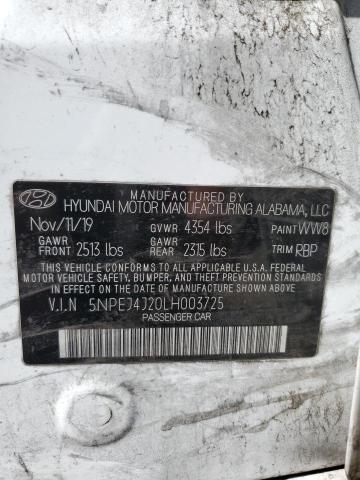 MANUFACTURED BY
HYUNDAI MOTOR MANUFACTURING ALABAMA, LLC
Nov/11/19 GVWR 4354 lbs PAINT WW8
GAWR FRONT 2513 lbs GAWR REAR 2315 lbs TRIM RBP
THIS VEHICLE CONFORMS TO ALL APPLICABLE U.S. FEDERAL
MOTOR VEHICLE SAFETY, BUMPER, AND THEFT PREVENTION STANDARDS
IN EFFECT ON THE DATE OF MANUFACTURE SHOWN ABOVE.
V.I.N 5NPEJ4J20LH003725
PASSENGER CAR